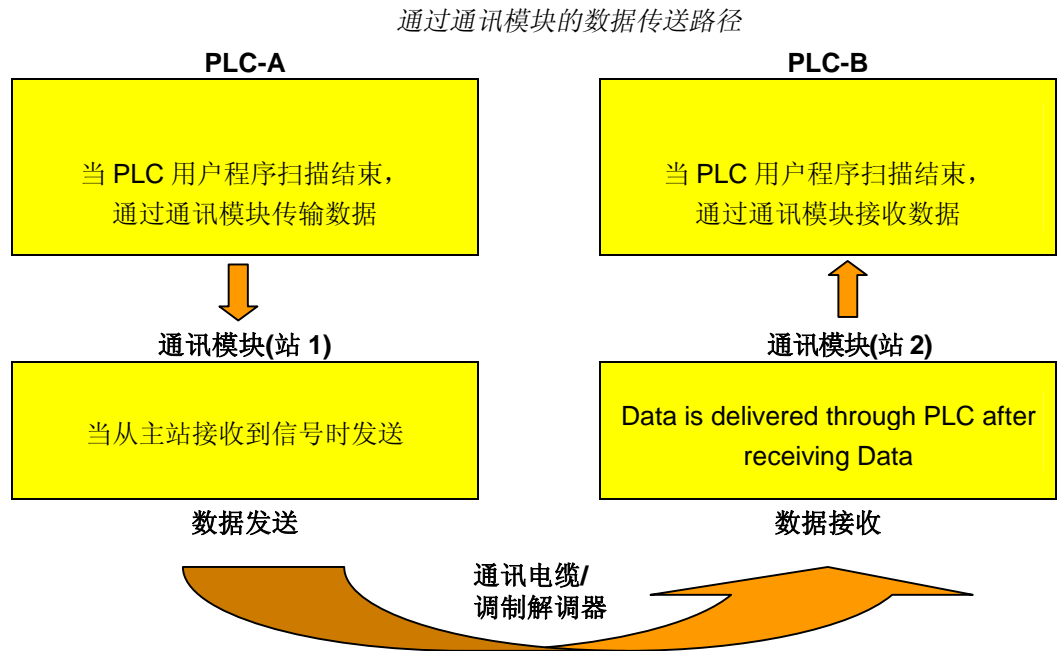 通过通讯模块的数据传送路径
PLC-A
PLC-B
当 PLC 用户程序扫描结束，
通过通讯模块传输数据
当 PLC 用户程序扫描结束，
通过通讯模块接收数据
通讯模块(站 1)
通讯模块(站 2)
当从主站接收到信号时发送
Data is delivered through PLC after
receiving Data
数据发送
数据接收
通讯电缆/
调制解调器